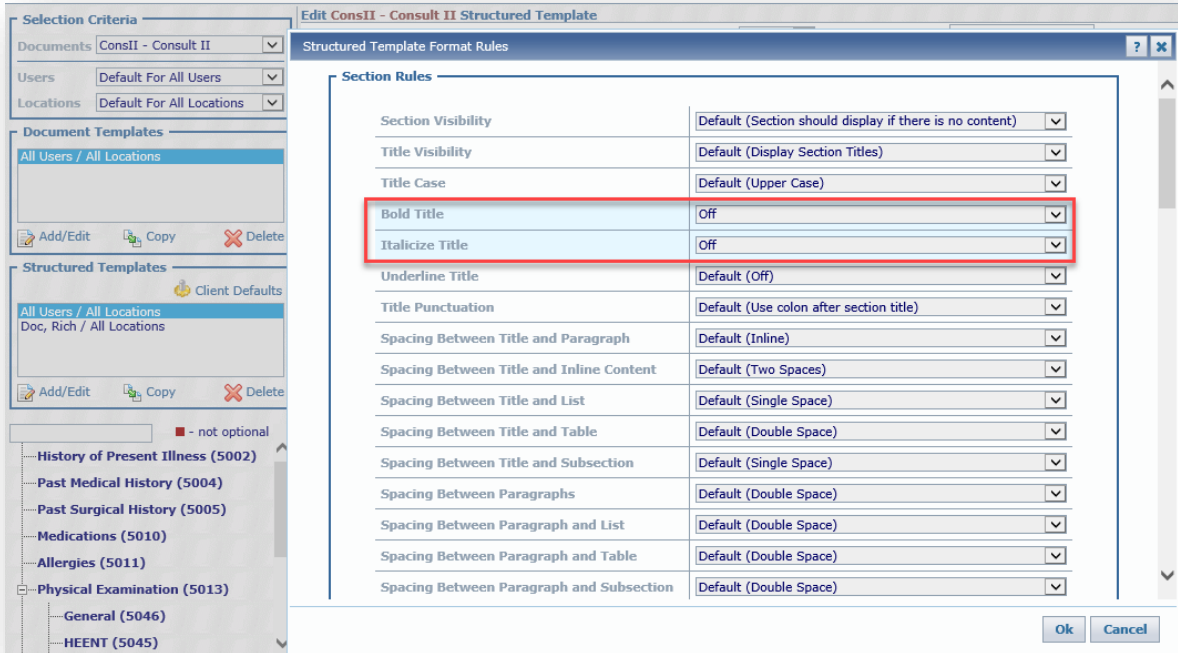 Selection Criteria
Documents ConsII - Consult II
Users Default For All Users
Locations Default For All Locations
Document Templates
All Users / All Locations
Add/Edit Copy Delete
Structured Templates
Client Defaults
All Users / All Locations
Doc, Rich / All Locations
Add/Edit Copy Delete
- not optional
History of Present Illness (5002)
Past Medical History (5004)
Past Surgical History (5005)
Medications (5010)
Allergies (5011)
Physical Examination (5013)
General (5046)
HEENT (5045)
Edit ConsII - Consult II Structured Template
Structured Template Format Rules ?
Section Rules
Section Visibility Default (Section should display if there is no content)
Title Visibility Default (Display Section Titles)
Title Case Default (Upper Case)
Bold Title Off
Italicize Title Off
Underline Title Default (Off)
Title Punctuation Default (Use colon after section title)
Spacing Between Title and Paragraph Default (Inline)
Spacing Between Title and Inline Content Default (Two Spaces)
Spacing Between Title and List Default (Single Space)
Spacing Between Title and Table Default (Double Space)
Spacing Between Title and Subsection Default (Single Space)
Spacing Between Paragraphs Default (Double Space)
Spacing Between Paragraph and List Default (Double Space)
Spacing Between Paragraph and Table Default (Double Space)
Spacing Between Paragraph and Subsection Default (Double Space)
Ok Cancel